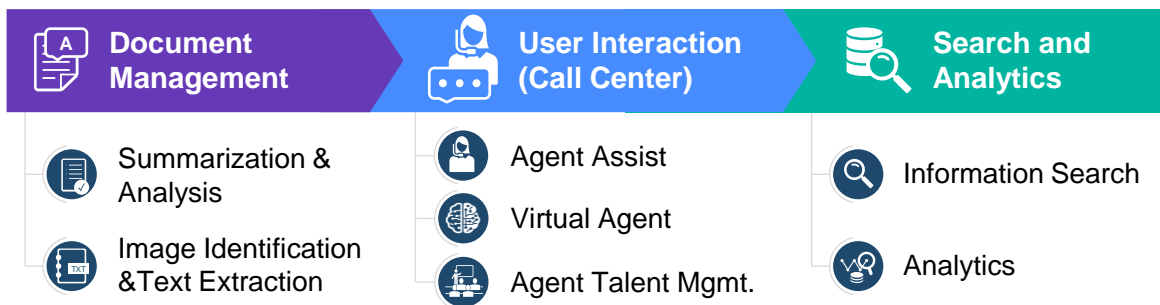 A
Document
Management
User Interaction
(Call Center)
Search and
Analytics
Summarization &
Analysis
Image Identification
&Text Extraction
TXT
Agent Assist
Virtual Agent
Agent Talent Mgmt.
Information Search
Analytics